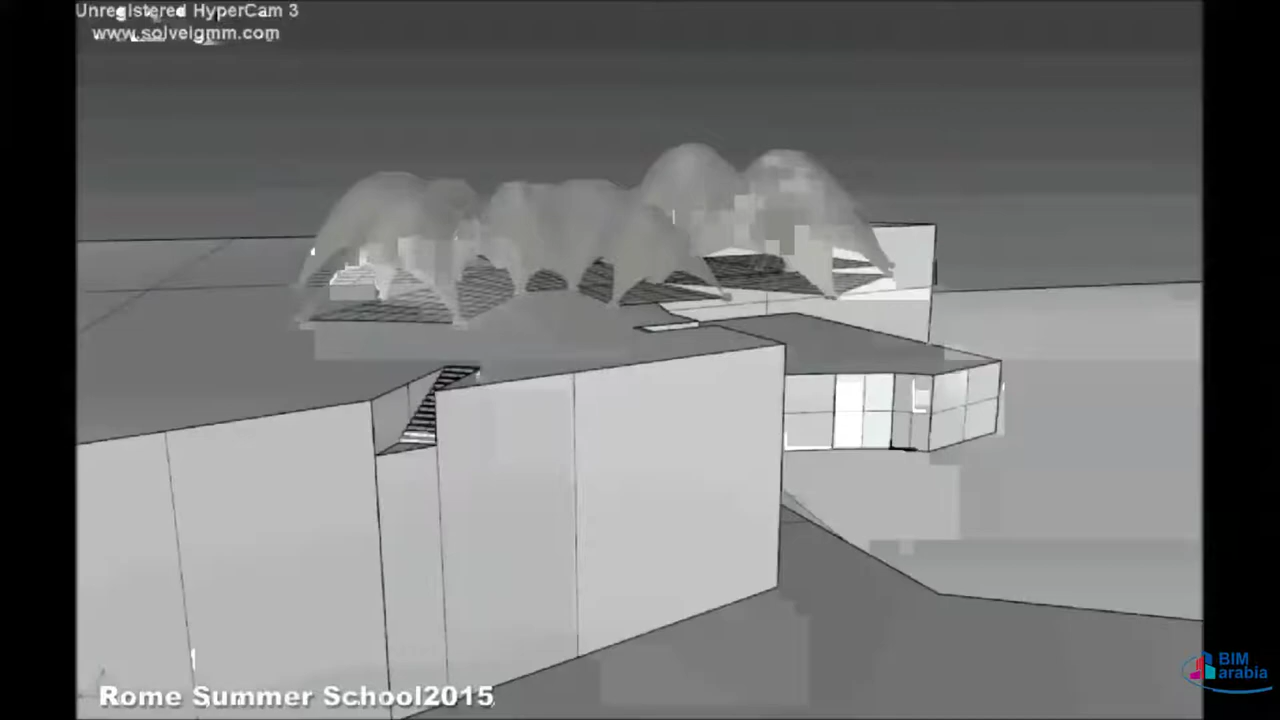 Unregistered HyperCam 3
www.solveigmm.com
Rome Summer School2015
BIM
arabia